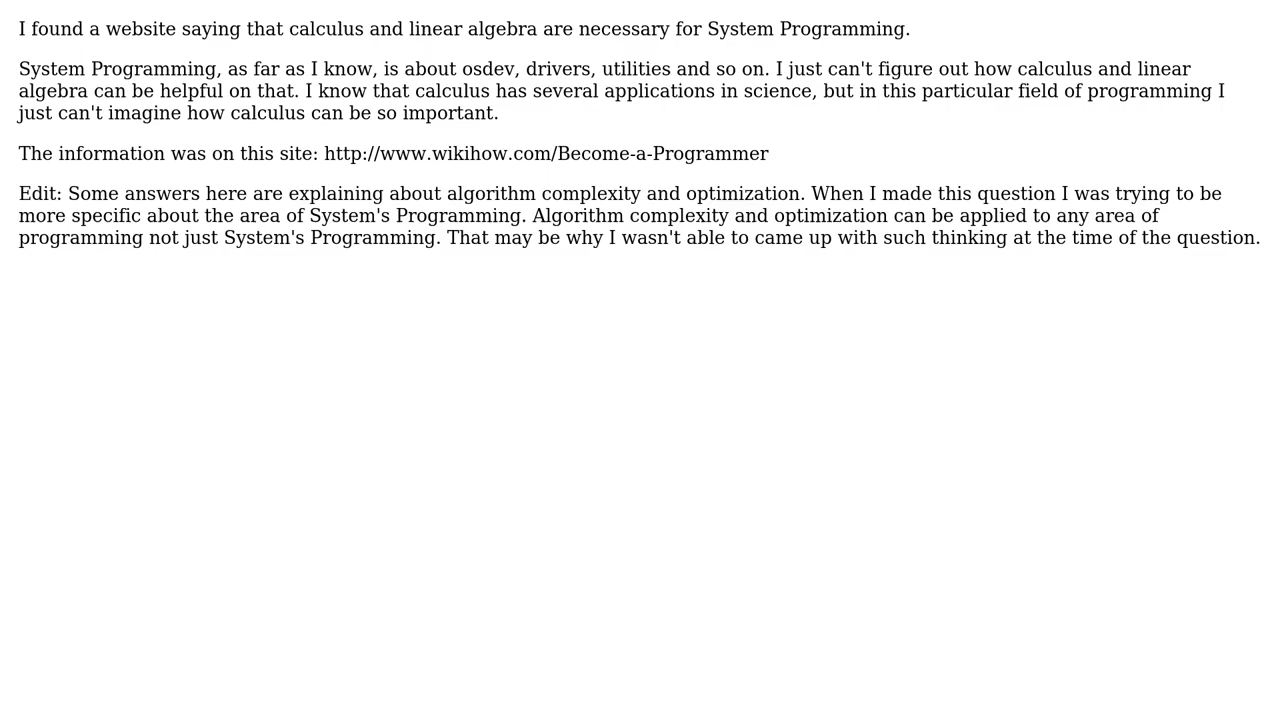 I found a website saying that calculus and linear algebra are necessary for System Programming.
System Programming, as far as I know, is about osdev, drivers, utilities and so on. I just can't figure out how calculus and linear
algebra can be helpful on that. I know that calculus has several applications in science, but in this particular field of programming I
just can't imagine how calculus can be so important.
The information was on this site: http://www.wikihow.com/Become-a-Programmer
Edit: Some answers here are explaining about algorithm complexity and optimization. When I made this question I was trying to be
more specific about the area of System's Programming. Algorithm complexity and optimization can be applied to any area of
programming not just System's Programming. That may be why I wasn't able to came up with such thinking at the time of the question.